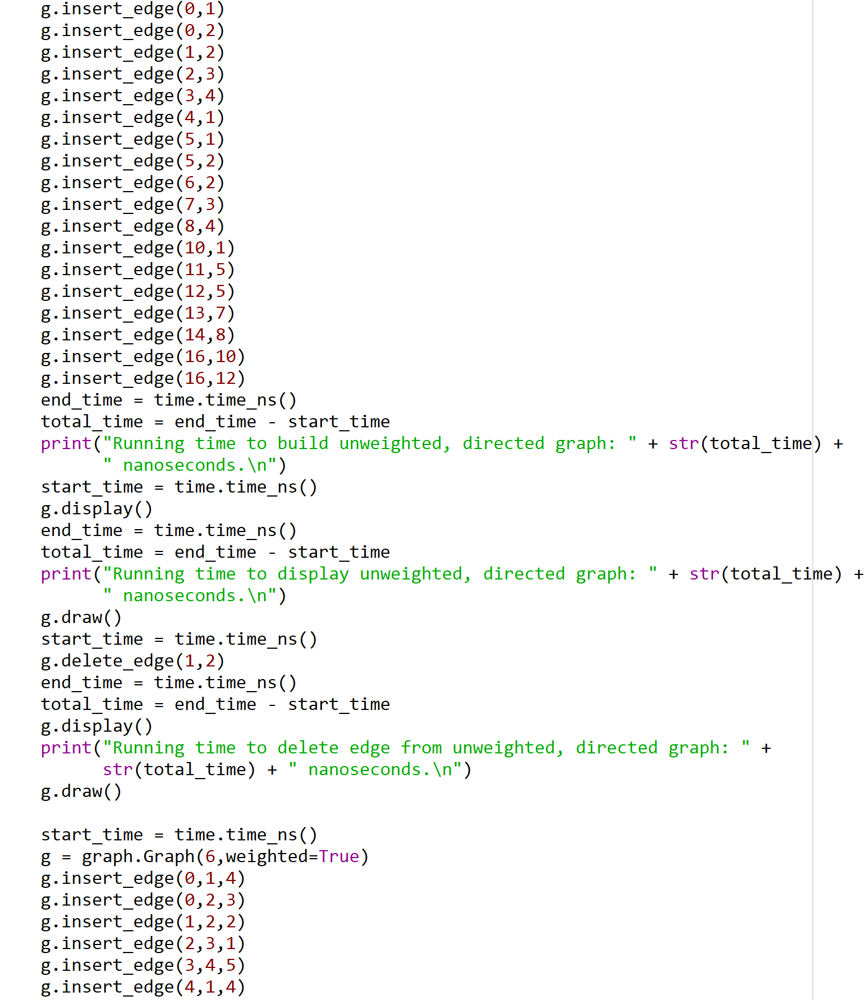 g.insert_edge(0,1)
g.insert_edge(0,2)
g.insert_edge(1,2)
g.insert_edge(2,3)
g.insert_edge(3,4)
g.insert_edge(4,1)
g.insert_edge(5,1)
g.insert_edge(5,2)
g.insert_edge(6,2)
g.insert_edge(7,3)
g.insert_edge(8,4)
g.insert_edge(10,1)
g.insert_edge(11,5)
g.insert_edge(12,5)
g.insert_edge(13,7)
g.insert_edge(14,8)
g.insert_edge(16,10)
g.insert_edge(16,12)
end_time = time.time_ns()
total_time = end_time - start_time
print("Running time to build unweighted, directed graph: " + str(total_time) +
      " nanoseconds.\n")
start_time = time.time_ns()
g.display()
end_time = time.time_ns()
total_time = end_time - start_time
print("Running time to display unweighted, directed graph: " + str(total_time) +
      " nanoseconds.\n")
g.draw()
start_time = time.time_ns()
g.delete_edge(1,2)
end_time = time.time_ns()
total_time = end_time - start_time
g.display()
print("Running time to delete edge from unweighted, directed graph: " +
      str(total_time) + " nanoseconds.\n")
g.draw()

start_time = time.time_ns()
g = graph.Graph(6,weighted=True)
g.insert_edge(0,1,4)
g.insert_edge(0,2,3)
g.insert_edge(1,2,2)
g.insert_edge(2,3,1)
g.insert_edge(3,4,5)
g.insert_edge(4,1,4)